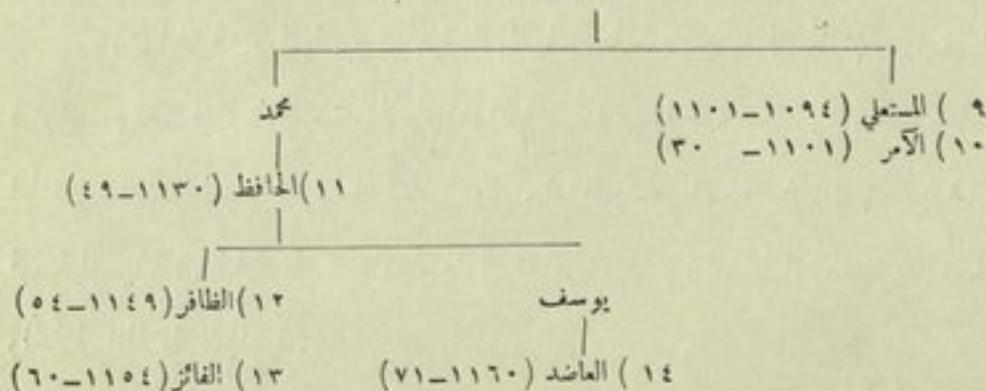 محمد
٩ ) المستعلي (١٠٩٤–١١٠١)
١٠) الآمر (١١٠١– ٣٠)
١١)الحافظ (١١٣٠–٤٩)
١٢)الظافر(١١٤٩–٥٤)
يوسف
١٣) الفائز(١١٥٤–٦٠)
١٤ ) العاضد (١١٦٠–٧١)